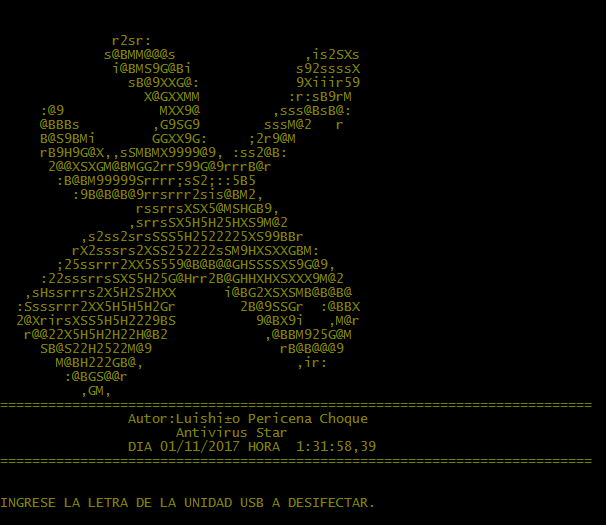 r2sr:
s@BMM@@@s ,is2SXs
i@BMS9G@Bi s92ssssX
sB@9XXG@: 9Xiiir59
X@GXXMM :r:sB9rM
:@9 MXX9@ ,sss@BsB@:
@BBBs ,G9SG9 sssM@2 r
B@S9BMi GGXX9G: ;2r9@M
rB9H9G@X,,sSMBMX9999@9, :ss2@B:
2@@XSXGM@BMGG2rrS99G@9rrrB@r
:B@BM99999Srrrr;sS2;::5B5
:9B@B@B@9rrsrrr2sis@BM2,
rssrrsXSX5@MSHGB9,
,srrsSX5H5H25HXS9M@2
,s2ss2srsSSS5H2522225XS99BBr
rX2sssrs2XSS252222sSM9HXSXXGBM:
;25ssrrr2XX5S559@B@B@@GHSSSSXS9G@9,
:22sssrrsSXS5H25G@Hrr2B@GHHXHXSXXX9M@2
,sHssrrrs2X5H2S2HXX i@BG2XSXSMB@B@B@
:Ssssrrr2XX5H5H5H2Gr 2B@9SSGr :@BBX
2@XrirsXSS5H5H2229BS 9@BX9i ,M@r
r@@22X5H5H2H22H@B2 ,@BBM925G@M
SB@S22H2522M@9 rB@B@@@9
M@BH222GB@, ,ir:
:@BGS@@r
,GM,
==========================================================================
Autor:Luishi±o Pericena Choque
Antivirus Star
DIA 01/11/2017 HORA 1:31:58,39
==========================================================================
INGRESE LA LETRA DE LA UNIDAD USB A DESIFECTAR.